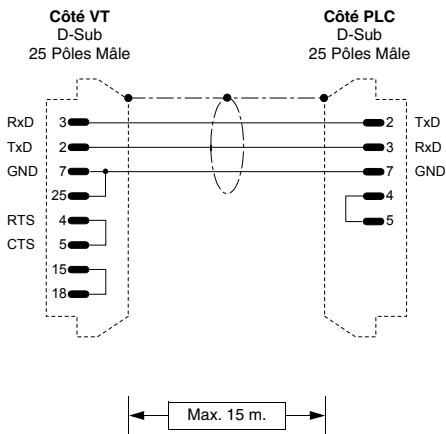 Côté VT
D-Sub
25 Pôles Mâle
Côté PLC
D-Sub
25 Pôles Mâle
RxD 3
TxD 2
GND 7
25
RTS 4
CTS 5
15
18
2 TxD
3 RxD
7 GND
4
5
Max. 15 m.